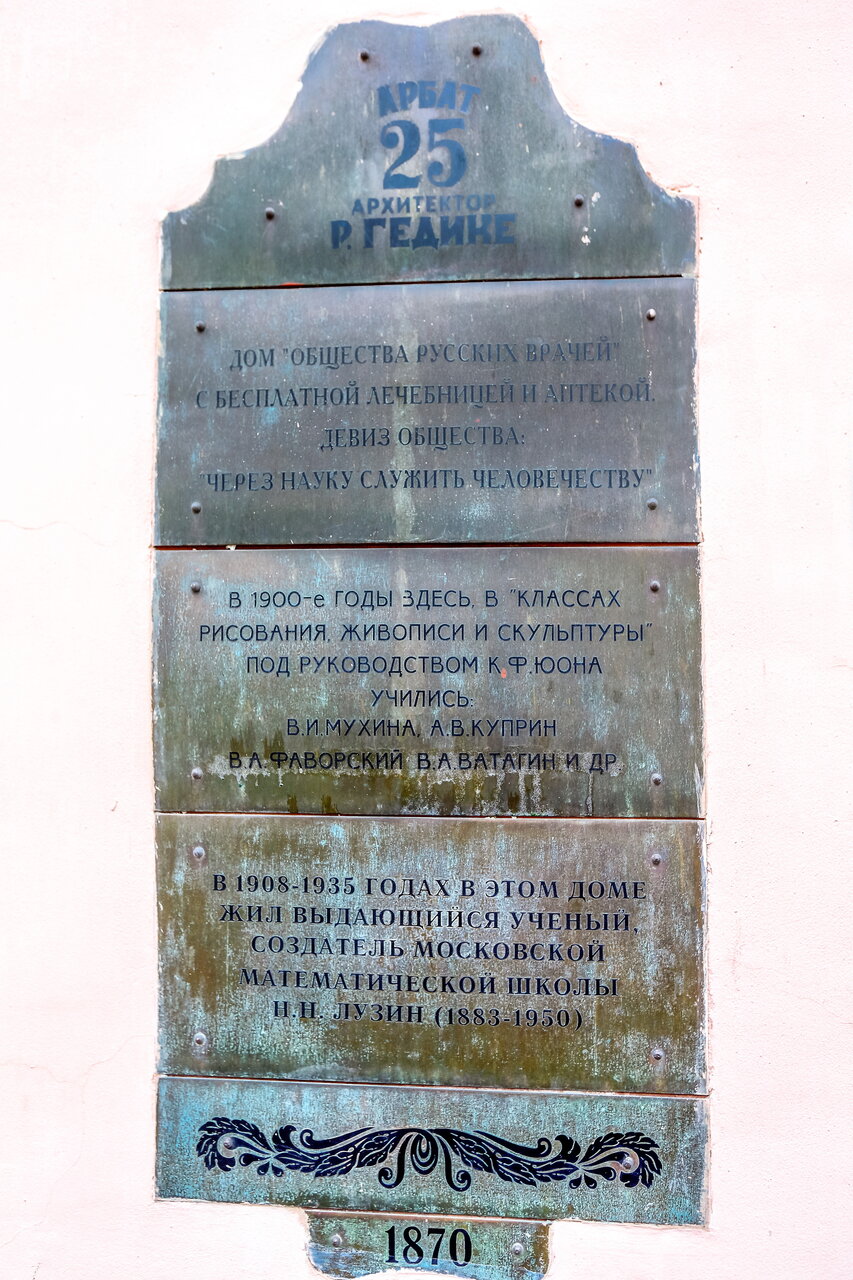 АРБАТ
25
АРХИТЕКТОР
Р. ГЕДИКЕ
ДОМ "ОБЩЕСТВА РУССКИХ ВРАЧЕЙ"
С БЕСПЛАТНОЙ ЛЕЧЕБНИЦЕЙ И АПТЕКОЙ.
ДЕВИЗ ОБЩЕСТВА:
"ЧЕРЕЗ НАУКУ СЛУЖИТЬ ЧЕЛОВЕЧЕСТВУ"
В 1900-е ГОДЫ ЗДЕСЬ, В "КЛАССАХ
РИСОВАНИЯ, ЖИВОПИСИ И СКУЛЬПТУРЫ"
ПОД РУКОВОДСТВОМ К.Ф.ЮОНА
УЧИЛИСЬ:
В.И.МУХИНА, А.В.КУПРИН
В.А.ФАВОРСКИЙ В.А.ВАТАГИН И ДР.
В 1908-1935 ГОДАХ В ЭТОМ ДОМЕ
ЖИЛ ВЫДАЮЩИЙСЯ УЧЕНЫЙ,
СОЗДАТЕЛЬ МОСКОВСКОЙ
МАТЕМАТИЧЕСКОЙ ШКОЛЫ
Н.Н. ЛУЗИН (1883-1950)
1870